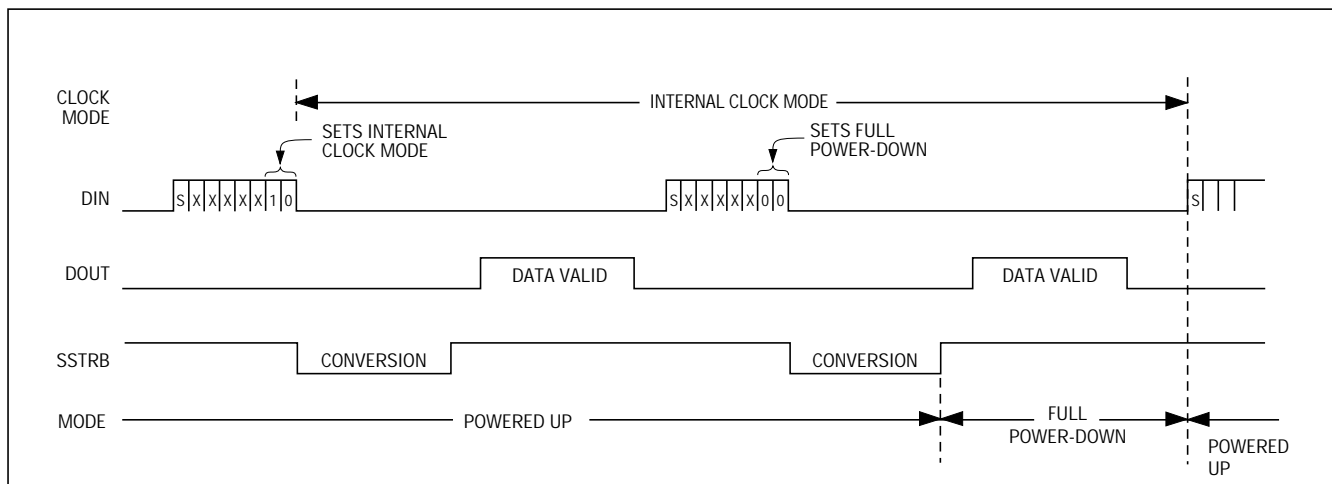 CLOCK
MODE
INTERNAL CLOCK MODE
SETS INTERNAL
CLOCK MODE
SETS FULL
POWER-DOWN
DIN
S X X X X X 1 0
S X X X X X 0 0
S
DOUT
DATA VALID
DATA VALID
SSTRB
CONVERSION
CONVERSION
MODE
POWERED UP
FULL
POWER-DOWN
POWERED
UP